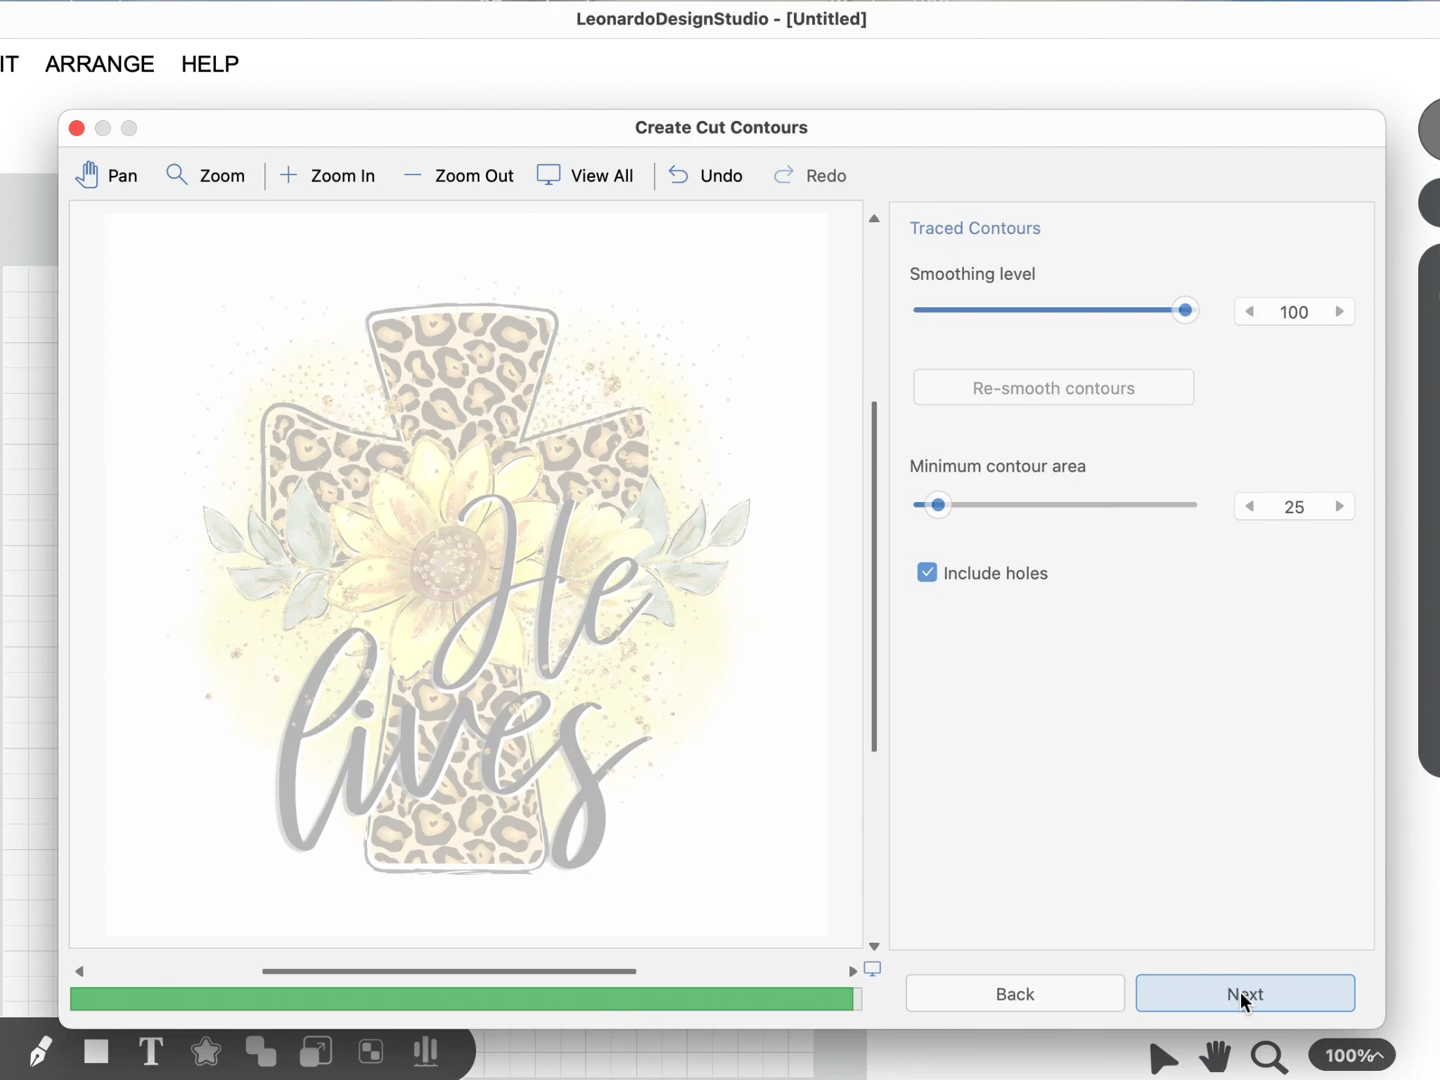 LeonardoDesignStudio - [Untitled]
IT ARRANGE HELP
Create Cut Contours
Pan Zoom Zoom In Zoom Out View All Undo Redo
Traced Contours
Smoothing level
100
Re-smooth contours
Minimum contour area
25
Include holes
He
lives
Back Next
T
100%